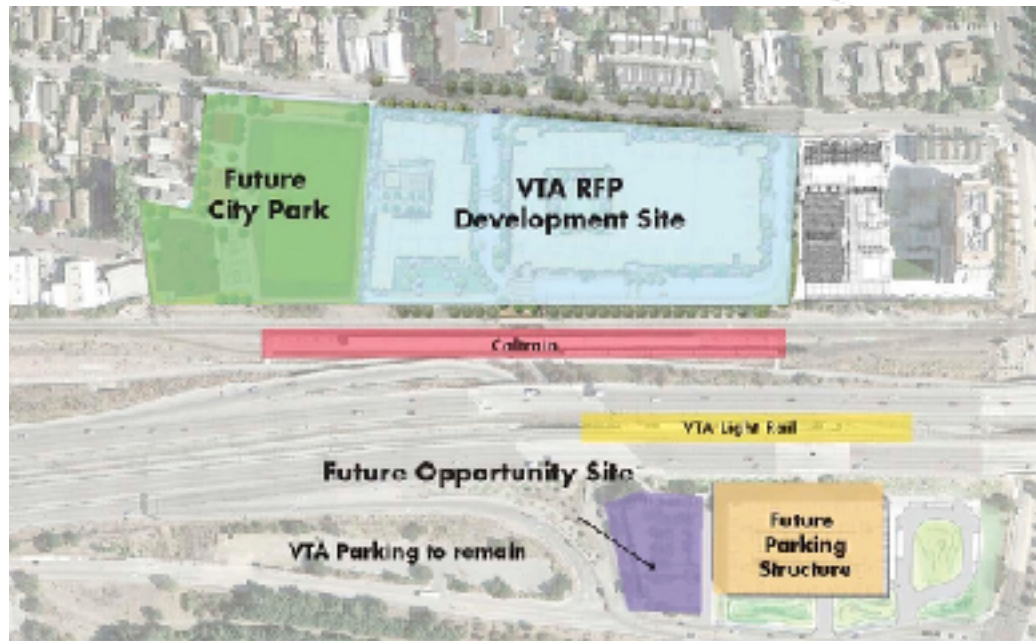 Future
City Park
VTA RFP
Development Site
Caltrain
VTA Light Rail
Future Opportunity Site
VTA Parking to remain
Future
Parking
Structure